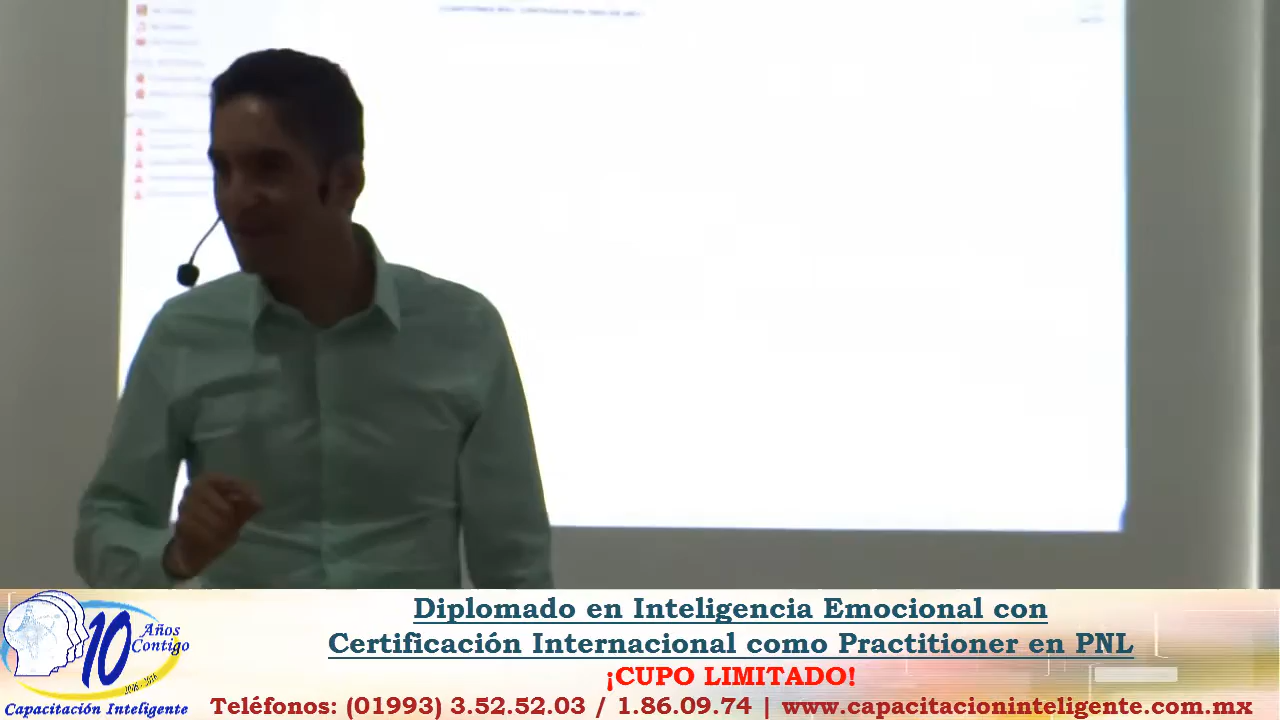 Diplomado en Inteligencia Emocional con
Certificación Internacional como Practitioner en PNL
¡CUPO LIMITADO!
Teléfonos: (01993) 3.52.52.03 / 1.86.09.74 | www.capacitacioninteligente.com.mx
10
Años
Contigo
Capacitación Inteligente